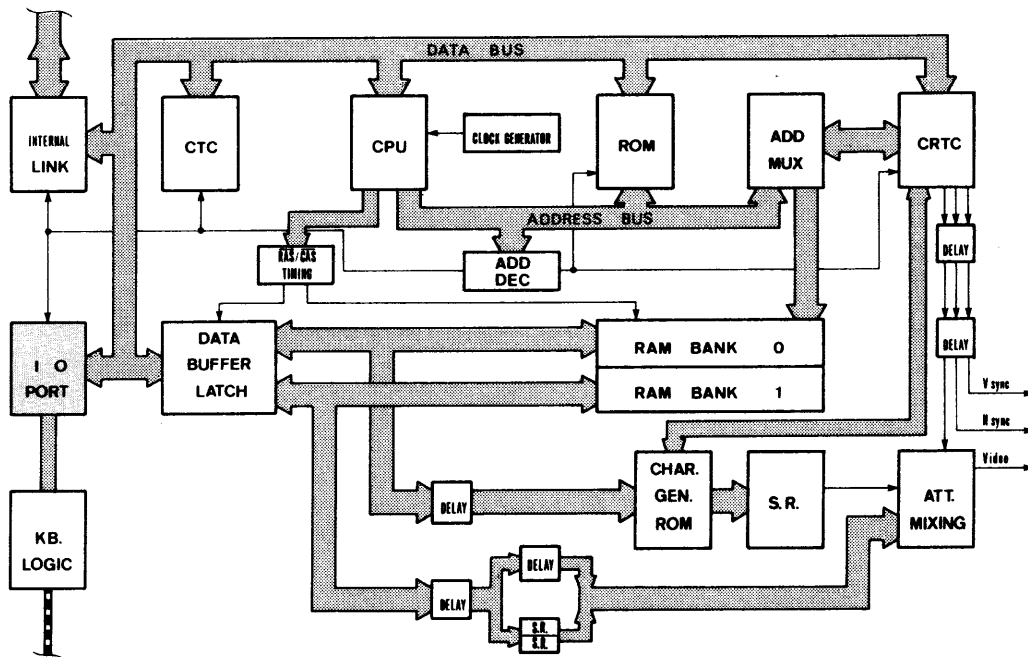 DATA BUS
INTERNAL
LINK
CTC
CPU
CLOCK GENERATOR
ROM
ADD
MUX
CRTC
ADDRESS BUS
RAS/CAS
TIMING
ADD
DEC
DELAY
I O
PORT
DATA
BUFFER
LATCH
RAM BANK 0
RAM BANK 1
DELAY
V sync
H sync
Video
KB.
LOGIC
DELAY
CHAR.
GEN.
ROM
S.R.
ATT.
MIXING
DELAY
DELAY
S.R.
S.R.